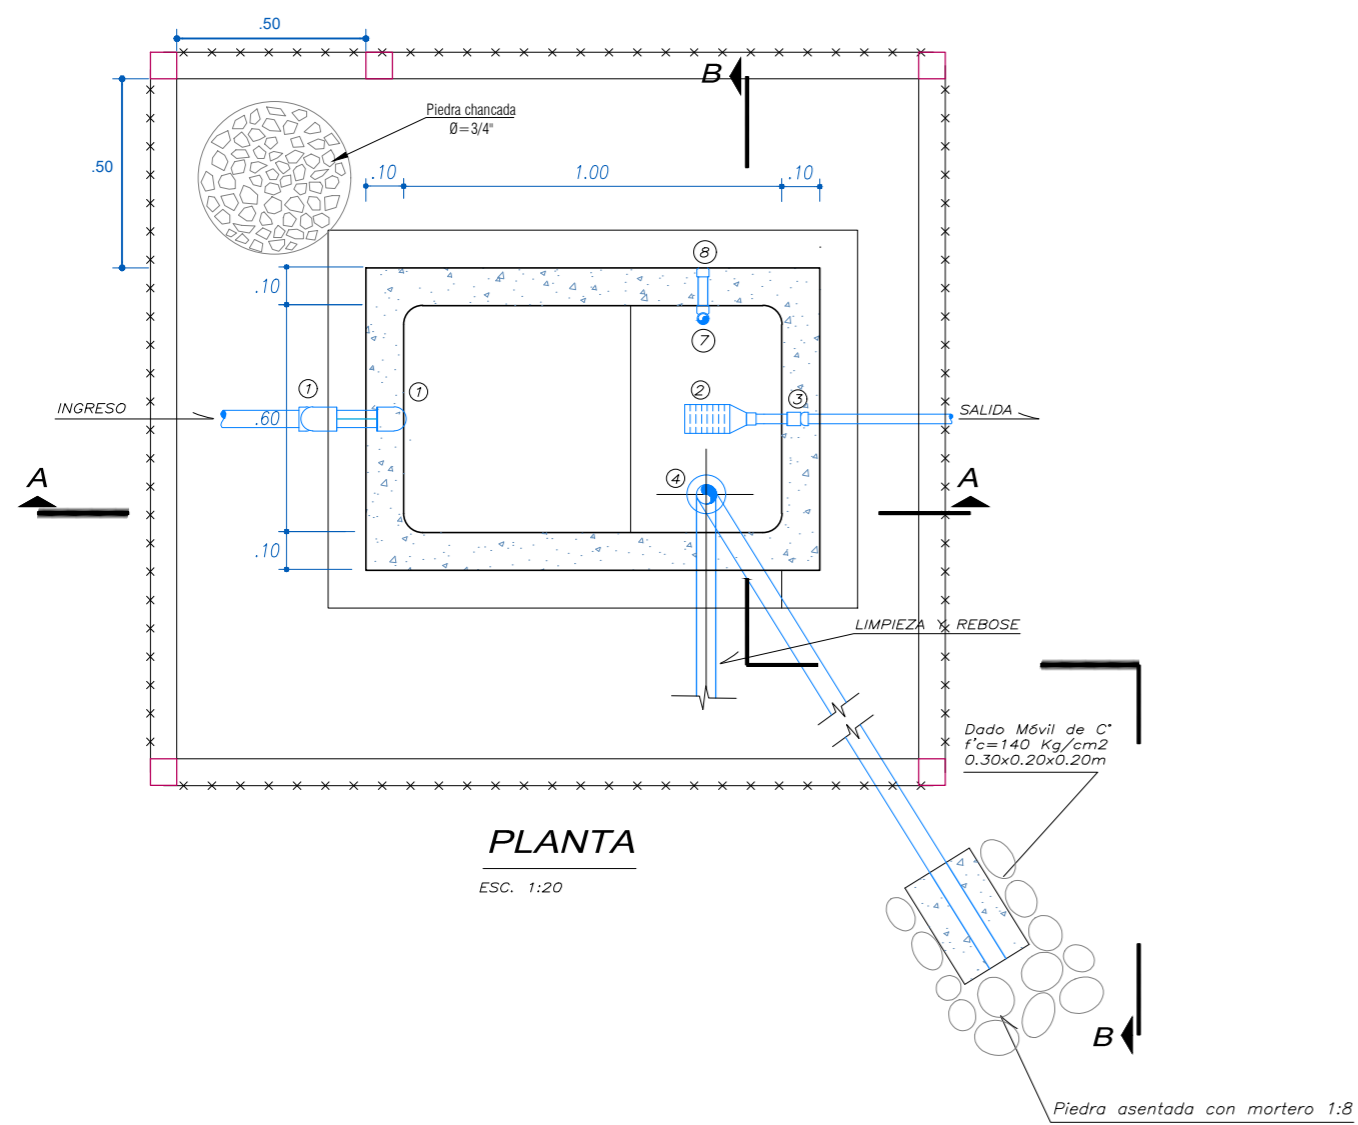 .50
B
Piedra chancada
Ø=3/4"
.50
.10
1.00
.10
8
.10
7
1
1
2
3
INGRESO
.60
SALIDA
A
4
A
.10
LIMPIEZA Y REBOSE
Dado Móvil de C°
f'c=140 Kg/cm2
0.30x0.20x0.20m
PLANTA
ESC. 1:20
B
Piedra asentada con mortero 1:8